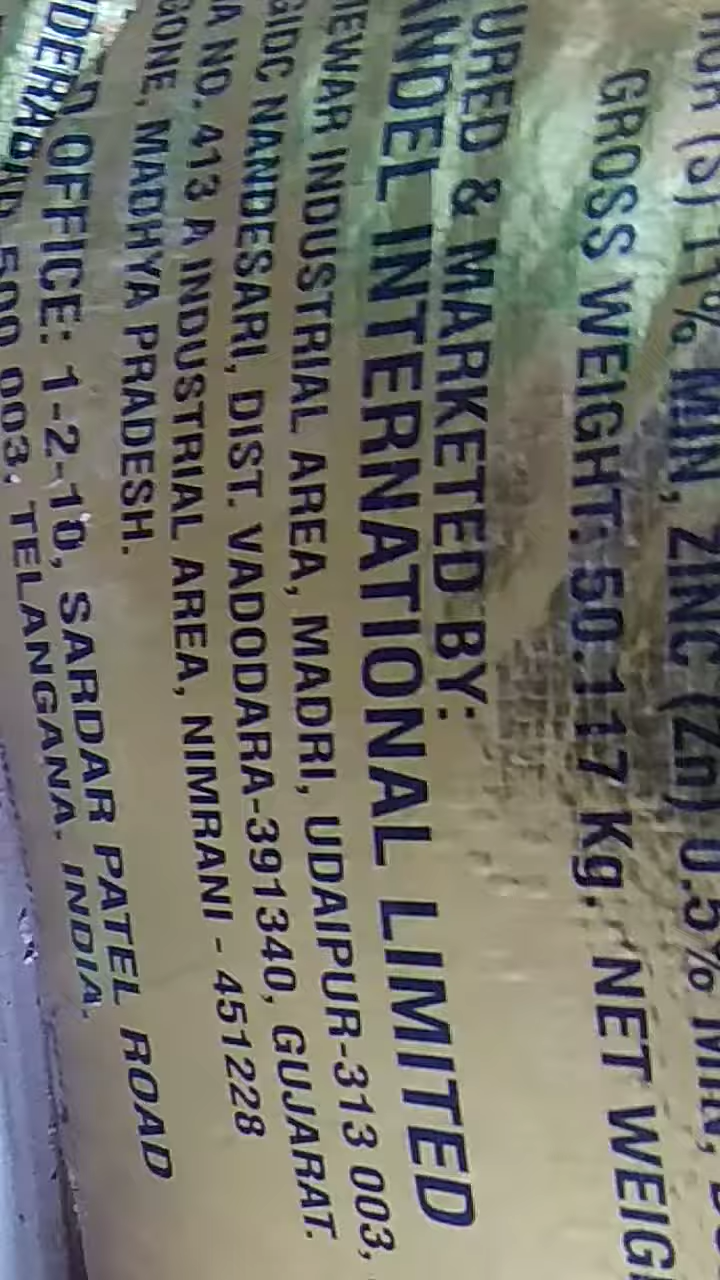 (S) 11% MIN, ZINC (Zn) 0.5% MIN,
GROSS WEIGHT: 50.117 Kg. NET WEIG
URED & MARKETED BY:
ANDEL INTERNATIONAL LIMITED
EWAR INDUSTRIAL AREA, MADRI, UDAIPUR-313 003,
GIDC NANDESARI, DIST. VADODARA-391340, GUJARAT.
A NO. 413 A INDUSTRIAL AREA, NIMRANI - 451228
GONE, MADHYA PRADESH.
D OFFICE: 1-2-10, SARDAR PATEL ROAD
DERABAD 500 003. TELANGANA. INDIA.